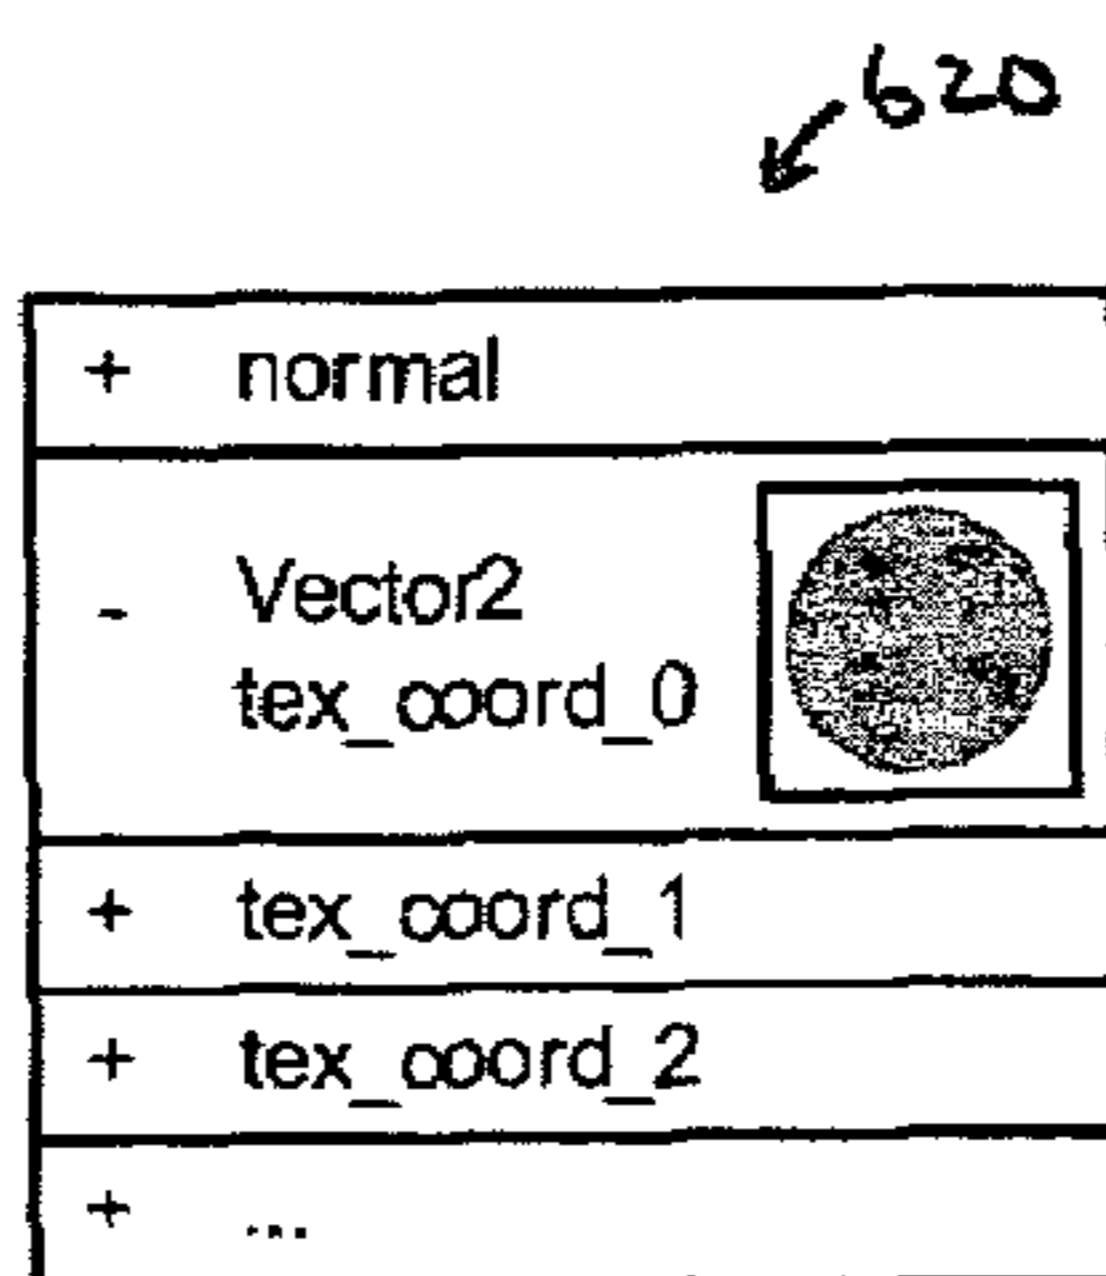 620
+ normal
- Vector2
tex_coord_0
+ tex_coord_1
+ tex_coord_2
+ ...